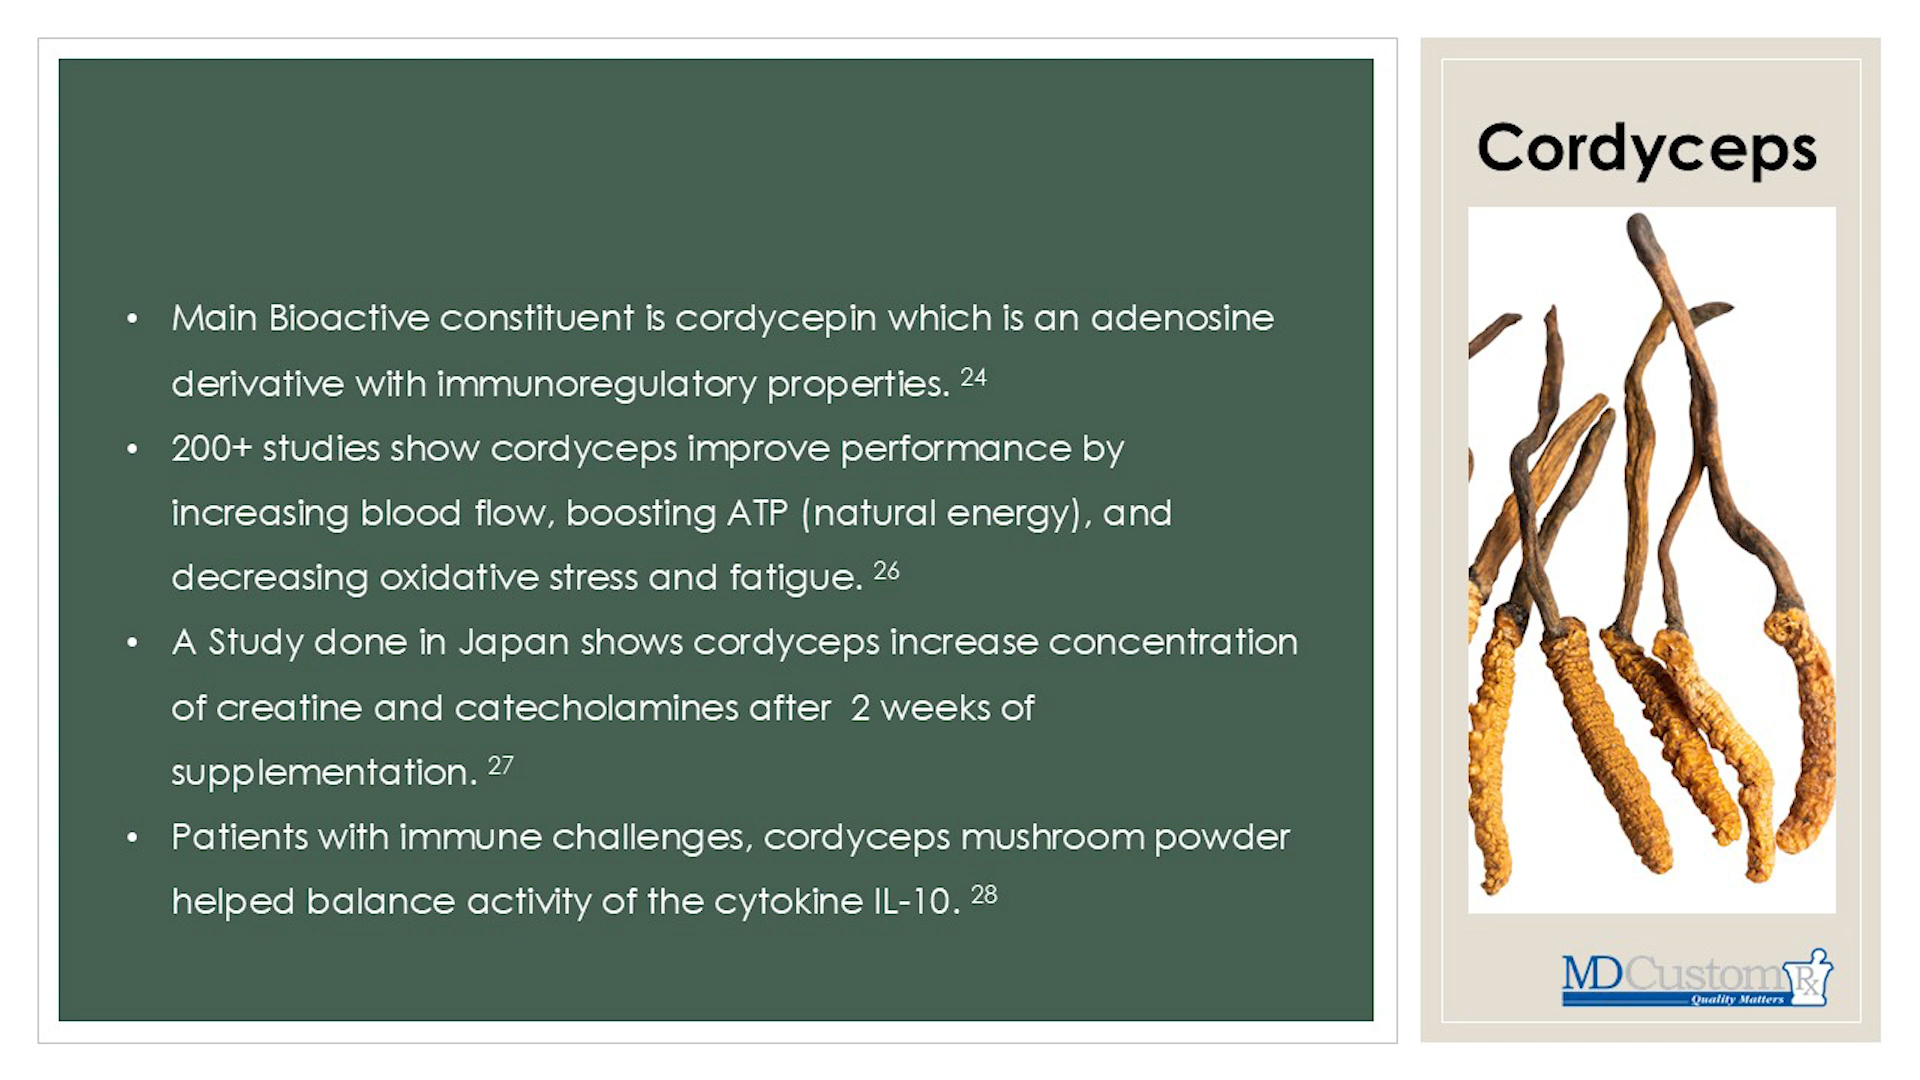 • Main Bioactive constituent is cordycepin which is an adenosine
derivative with immunoregulatory properties. 24
• 200+ studies show cordyceps improve performance by
increasing blood flow, boosting ATP (natural energy), and
decreasing oxidative stress and fatigue. 26
• A Study done in Japan shows cordyceps increase concentration
of creatine and catecholamines after  2 weeks of
supplementation. 27
• Patients with immune challenges, cordyceps mushroom powder
helped balance activity of the cytokine IL-10. 28
Cordyceps
MDCustom Rx
Quality Matters